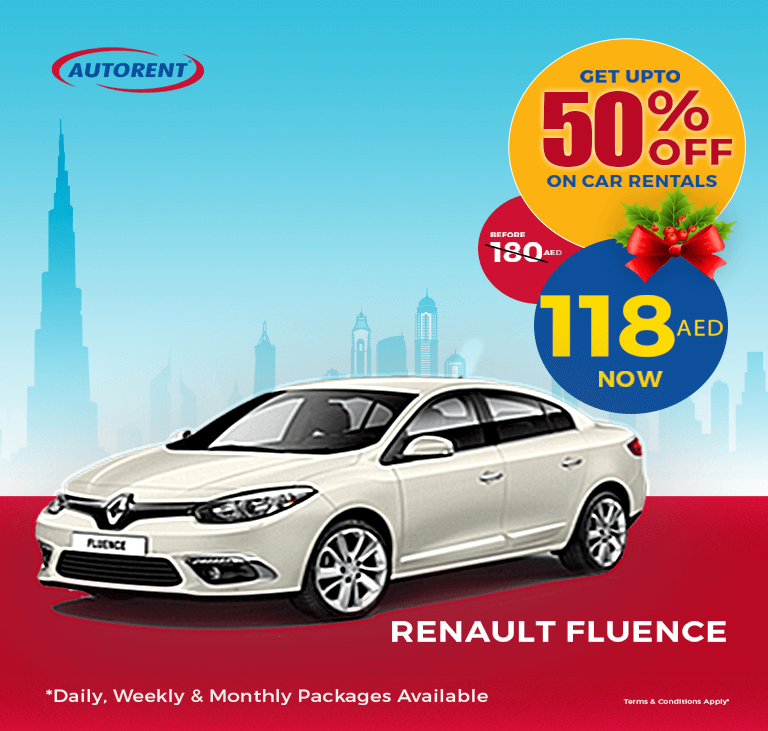 AUTORENT
GET UPTO
50% OFF
ON CAR RENTALS
BEFORE
180 AED
118 AED
NOW
FLUENCE
RENAULT FLUENCE
*Daily, Weekly & Monthly Packages Available
Terms & Conditions Apply*